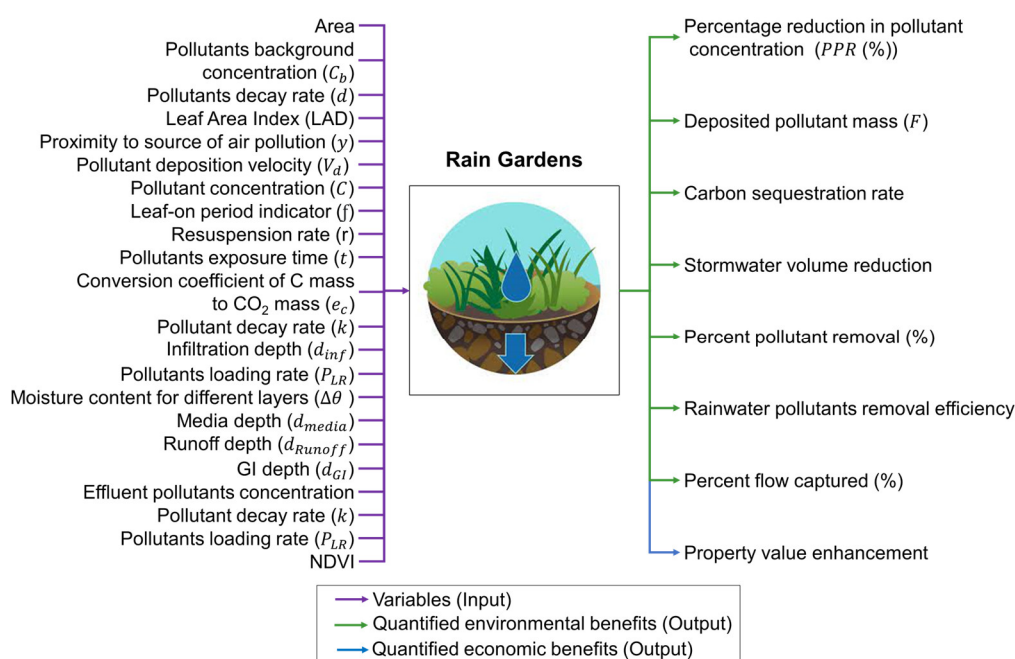 Area
Pollutants background
concentration (C_b)
Pollutants decay rate (d)
Leaf Area Index (LAD)
Proximity to source of air pollution (y)
Pollutant deposition velocity (V_d)
Pollutant concentration (C)
Leaf-on period indicator (f)
Resuspension rate (r)
Pollutants exposure time (t)
Conversion coefficient of C mass
to CO₂ mass (e_c)
Pollutant decay rate (k)
Infiltration depth (d_inf)
Pollutants loading rate (P_LR)
Moisture content for different layers (Δθ )
Media depth (d_media)
Runoff depth (d_Runoff)
GI depth (d_GI)
Effluent pollutants concentration
Pollutant decay rate (k)
Pollutants loading rate (P_LR)
NDVI
Rain Gardens
Percentage reduction in pollutant
concentration (PPR (%))
Deposited pollutant mass (F)
Carbon sequestration rate
Stormwater volume reduction
Percent pollutant removal (%)
Rainwater pollutants removal efficiency
Percent flow captured (%)
Property value enhancement
Variables (Input)
Quantified environmental benefits (Output)
Quantified economic benefits (Output)